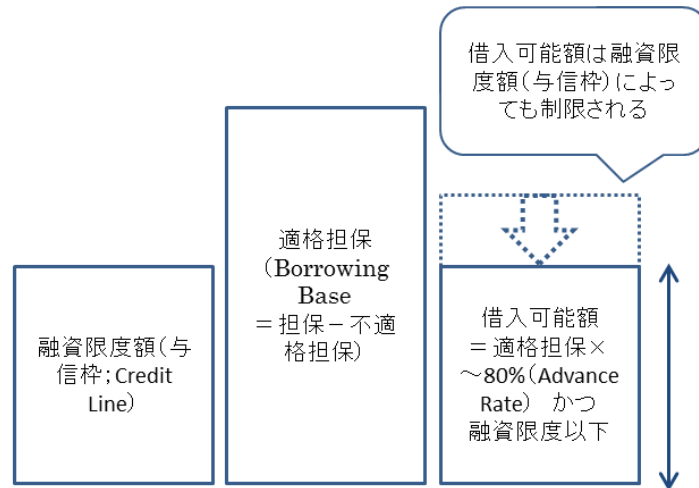 借入可能額は融資限
度額(与信枠)によっ
ても制限される
適格担保
(Borrowing
Base
＝担保－不適
格担保)
融資限度額(与
信枠;Credit
Line)
借入可能額
＝適格担保×
～80%(Advance
Rate) かつ
融資限度以下